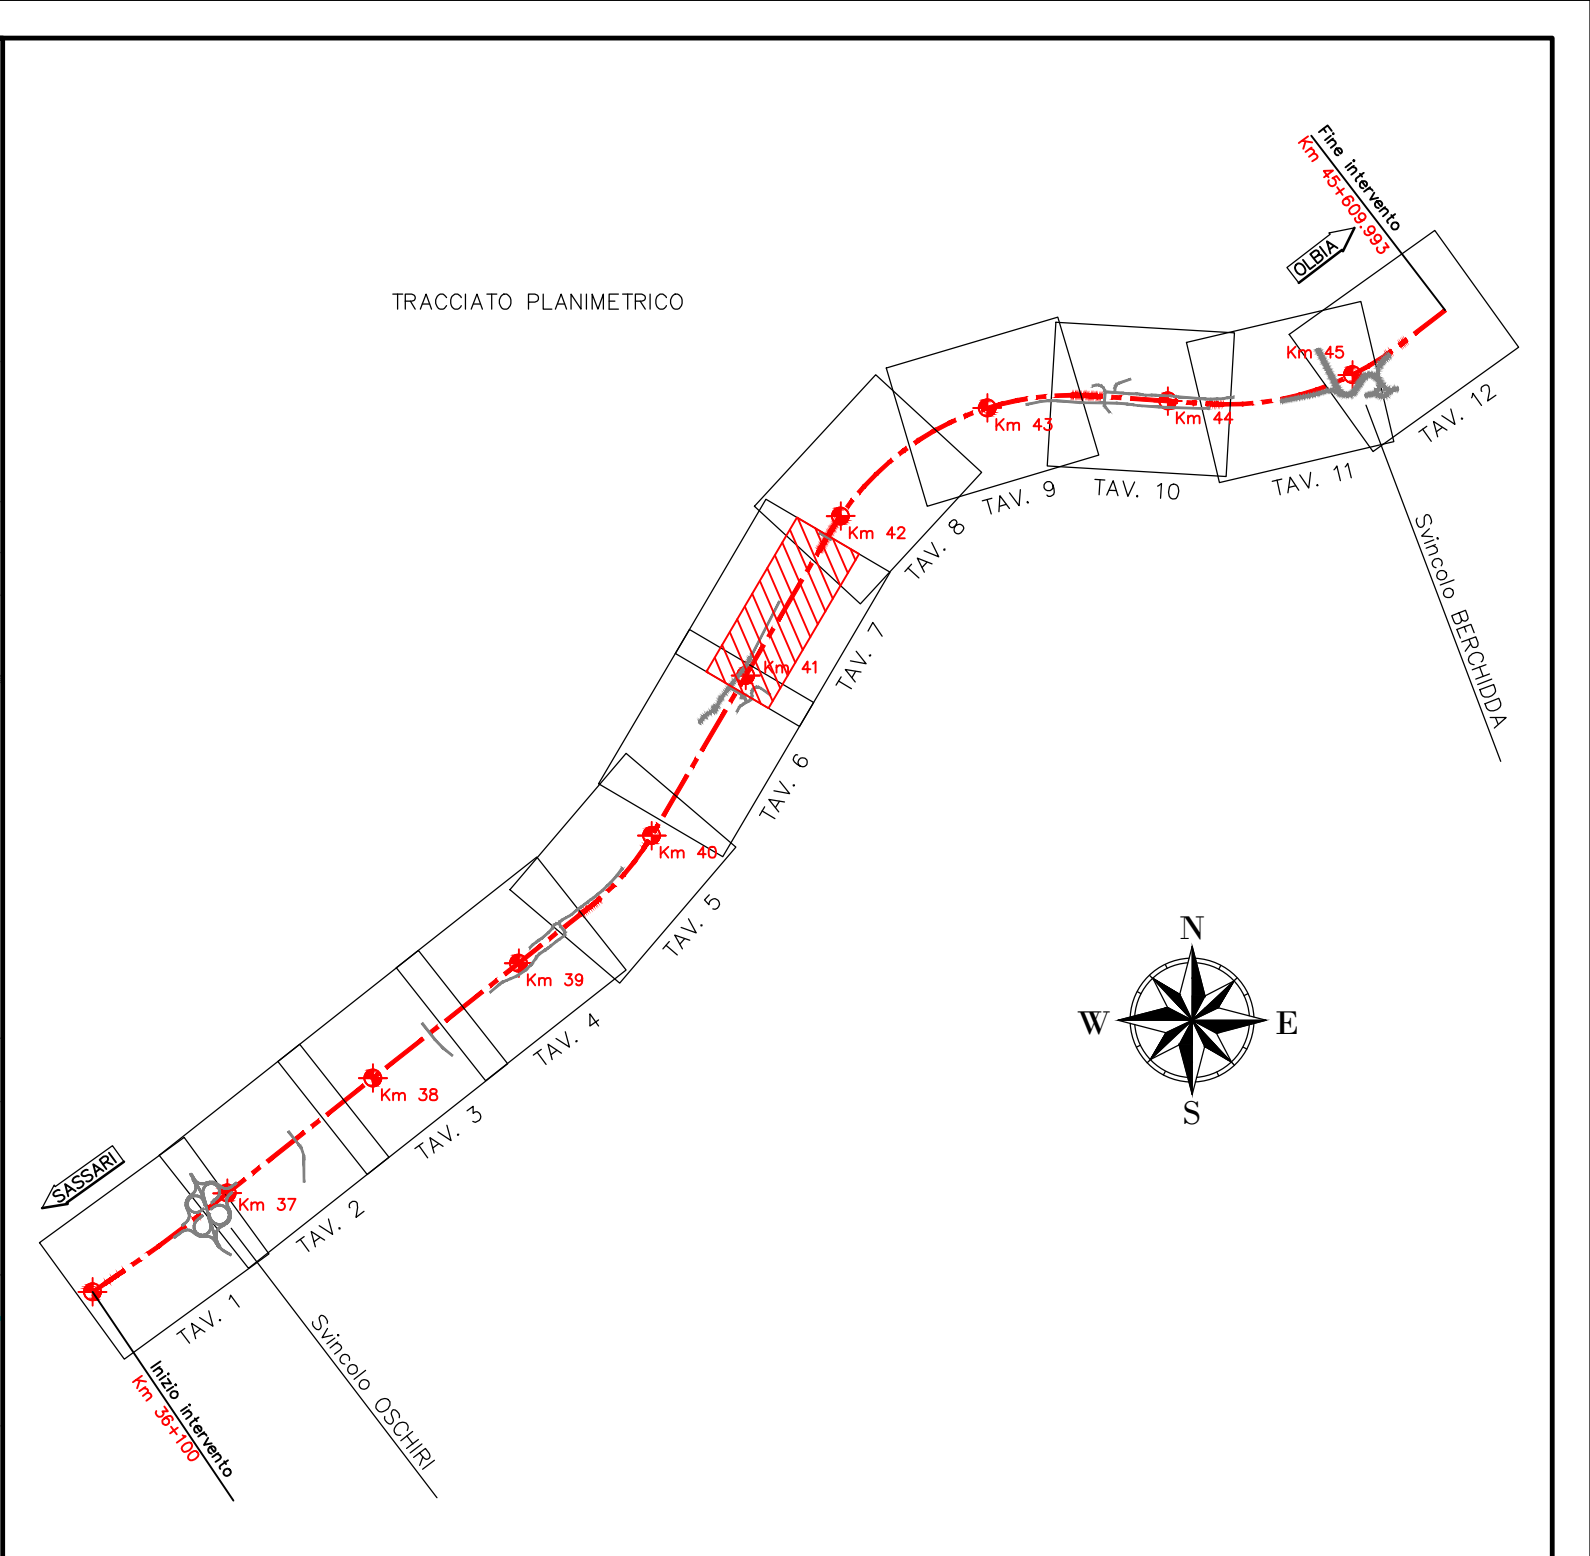 Fine intervento
Km 45+609.993
OLBIA
TRACCIATO PLANIMETRICO
Km 45
TAV. 12
Km 44
Km 43
TAV. 11
TAV. 10
TAV. 9
Km 42
TAV. 8
Svincolo BERCHIDDA
Km 41
TAV. 7
TAV. 6
Km 40
TAV. 5
Km 39
TAV. 4
N
W
E
S
Km 38
TAV. 3
SASSARI
Km 37
TAV. 2
TAV. 1
Svincolo OSCHIRI
Inizio intervento
Km 36+100